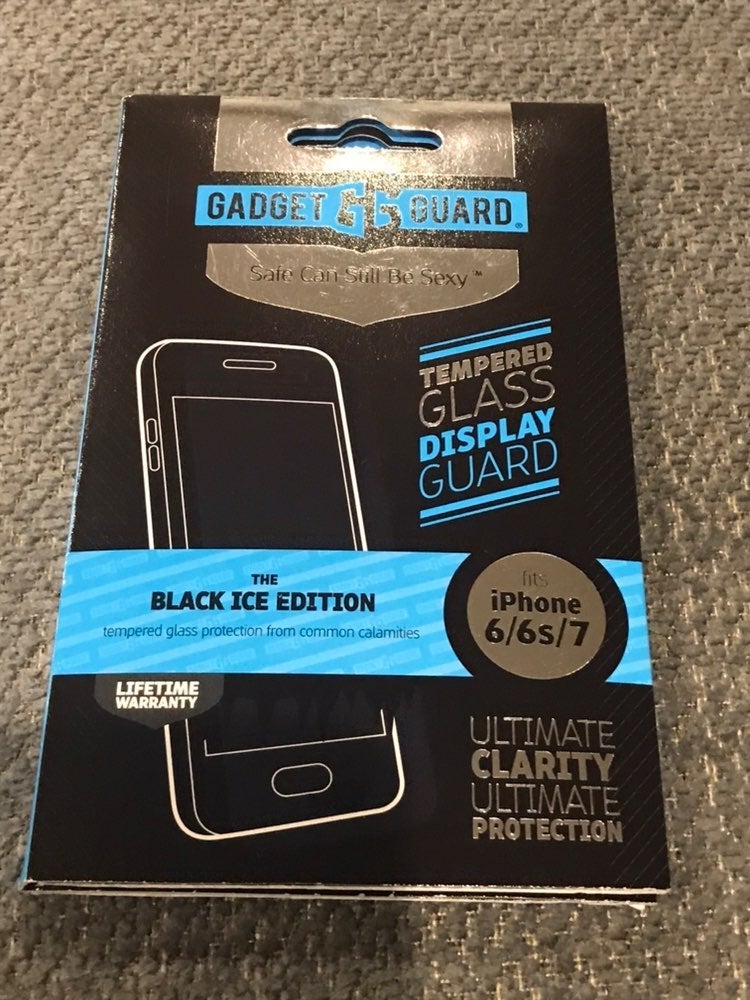 GADGET GG GUARD®
Safe Can Still Be Sexy™
TEMPERED
GLASS
DISPLAY
GUARD
THE
BLACK ICE EDITION
tempered glass protection from common calamities
fits
iPhone
6/6s/7
LIFETIME
WARRANTY
ULTIMATE
CLARITY
ULTIMATE
PROTECTION